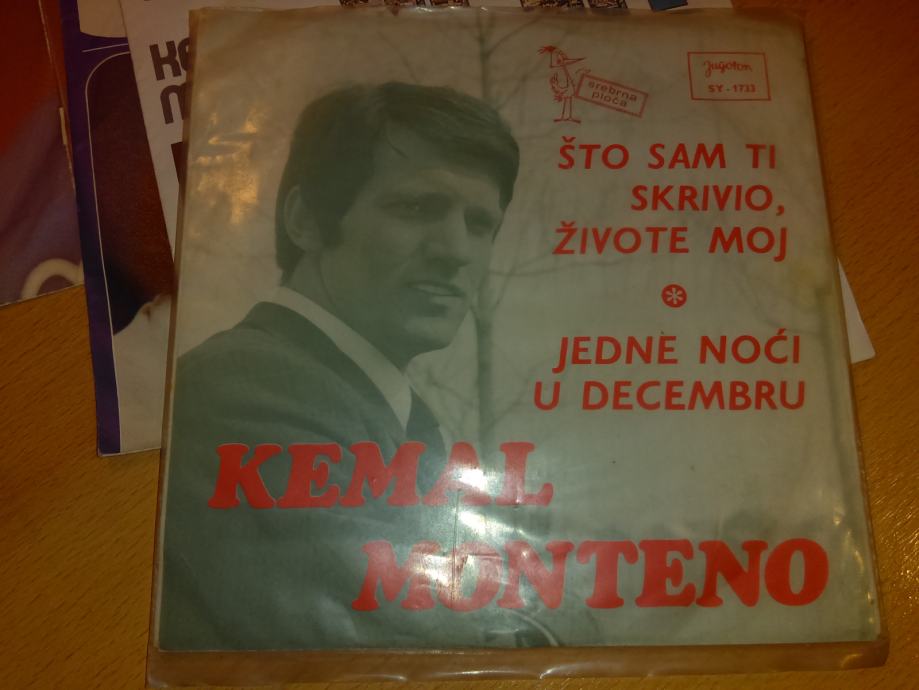 srebrna
ploča
Jugoton
SY - 1733
ŠTO SAM TI
SKRIVIO,
ŽIVOTE MOJ
JEDNE NOĆI
U DECEMBRU
KEMAL
MONTENO